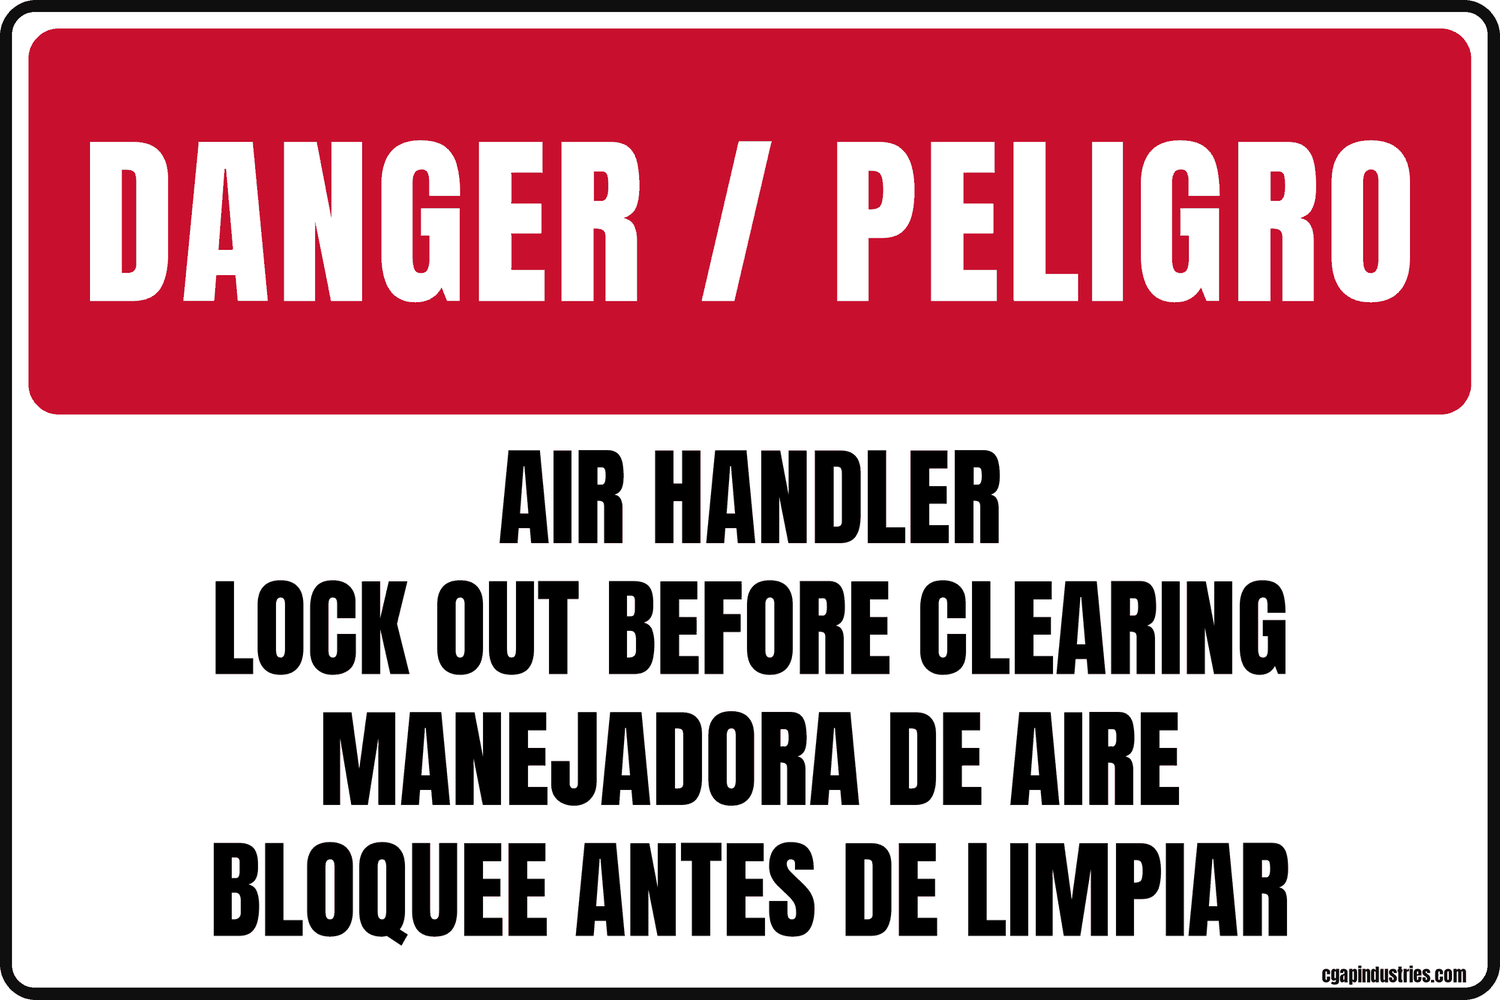 DANGER / PELIGRO
AIR HANDLER
LOCK OUT BEFORE CLEARING
MANEJADORA DE AIRE
BLOQUEE ANTES DE LIMPIAR
cgapindustries.com